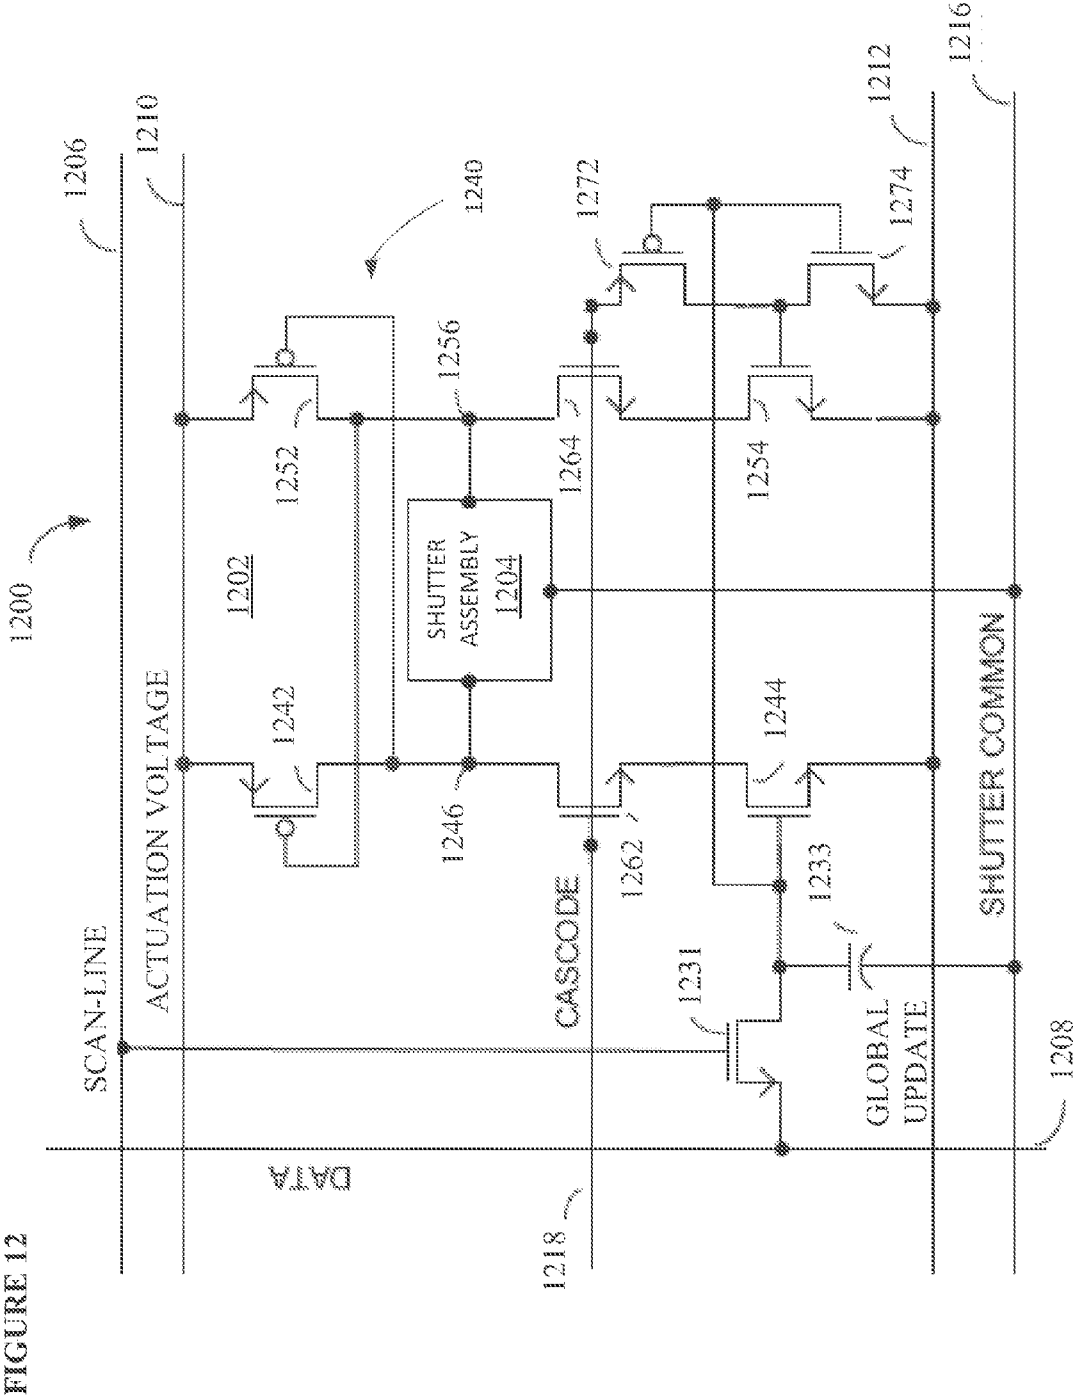 FIGURE 12
1200
SCAN-LINE
1206
ACTUATION VOLTAGE
1210
DATA
1202
1242
1252
1240
SHUTTER
ASSEMBLY
1204
1246
1256
CASCODE
1218
1262
1264
1272
1231
1244
1254
1274
1233
GLOBAL
UPDATE
1212
SHUTTER COMMON
1216
1208